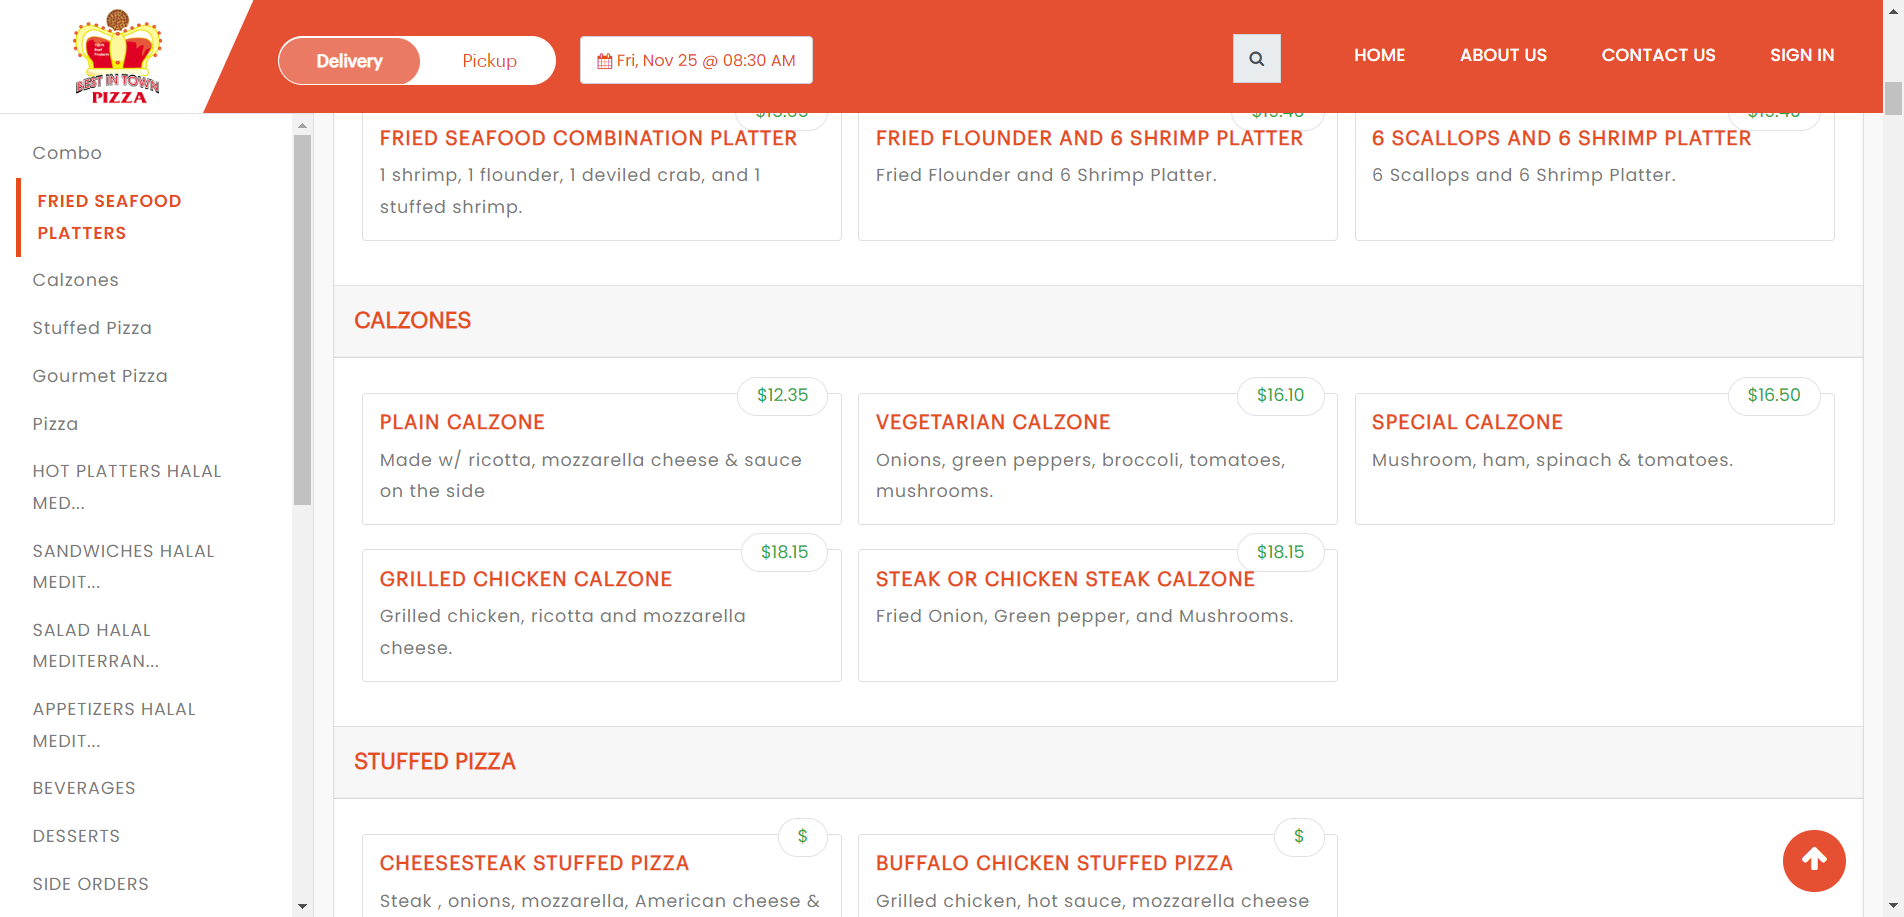 BEST IN TOWN
PIZZA
Delivery
Pickup
Fri, Nov 25 @ 08:30 AM
HOME
ABOUT US
CONTACT US
SIGN IN
Combo
FRIED SEAFOOD
PLATTERS
Calzones
Stuffed Pizza
Gourmet Pizza
Pizza
HOT PLATTERS HALAL
MED...
SANDWICHES HALAL
MEDIT...
SALAD HALAL
MEDITERRAN...
APPETIZERS HALAL
MEDIT...
BEVERAGES
DESSERTS
SIDE ORDERS
FRIED SEAFOOD COMBINATION PLATTER
1 shrimp, 1 flounder, 1 deviled crab, and 1
stuffed shrimp.
FRIED FLOUNDER AND 6 SHRIMP PLATTER
Fried Flounder and 6 Shrimp Platter.
6 SCALLOPS AND 6 SHRIMP PLATTER
6 Scallops and 6 Shrimp Platter.
CALZONES
$12.35
PLAIN CALZONE
Made w/ ricotta, mozzarella cheese & sauce
on the side
$16.10
VEGETARIAN CALZONE
Onions, green peppers, broccoli, tomatoes,
mushrooms.
$16.50
SPECIAL CALZONE
Mushroom, ham, spinach & tomatoes.
$18.15
GRILLED CHICKEN CALZONE
Grilled chicken, ricotta and mozzarella
cheese.
$18.15
STEAK OR CHICKEN STEAK CALZONE
Fried Onion, Green pepper, and Mushrooms.
STUFFED PIZZA
$
CHEESESTEAK STUFFED PIZZA
Steak , onions, mozzarella, American cheese &
$
BUFFALO CHICKEN STUFFED PIZZA
Grilled chicken, hot sauce, mozzarella cheese